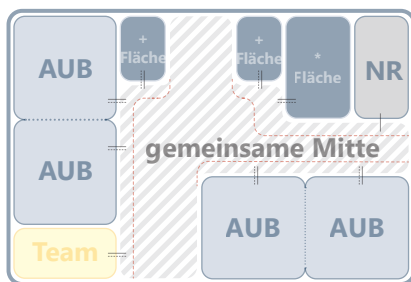 AUB
+
Fläche
+
Fläche
*
Fläche
NR
AUB
gemeinsame Mitte
Team
AUB
AUB